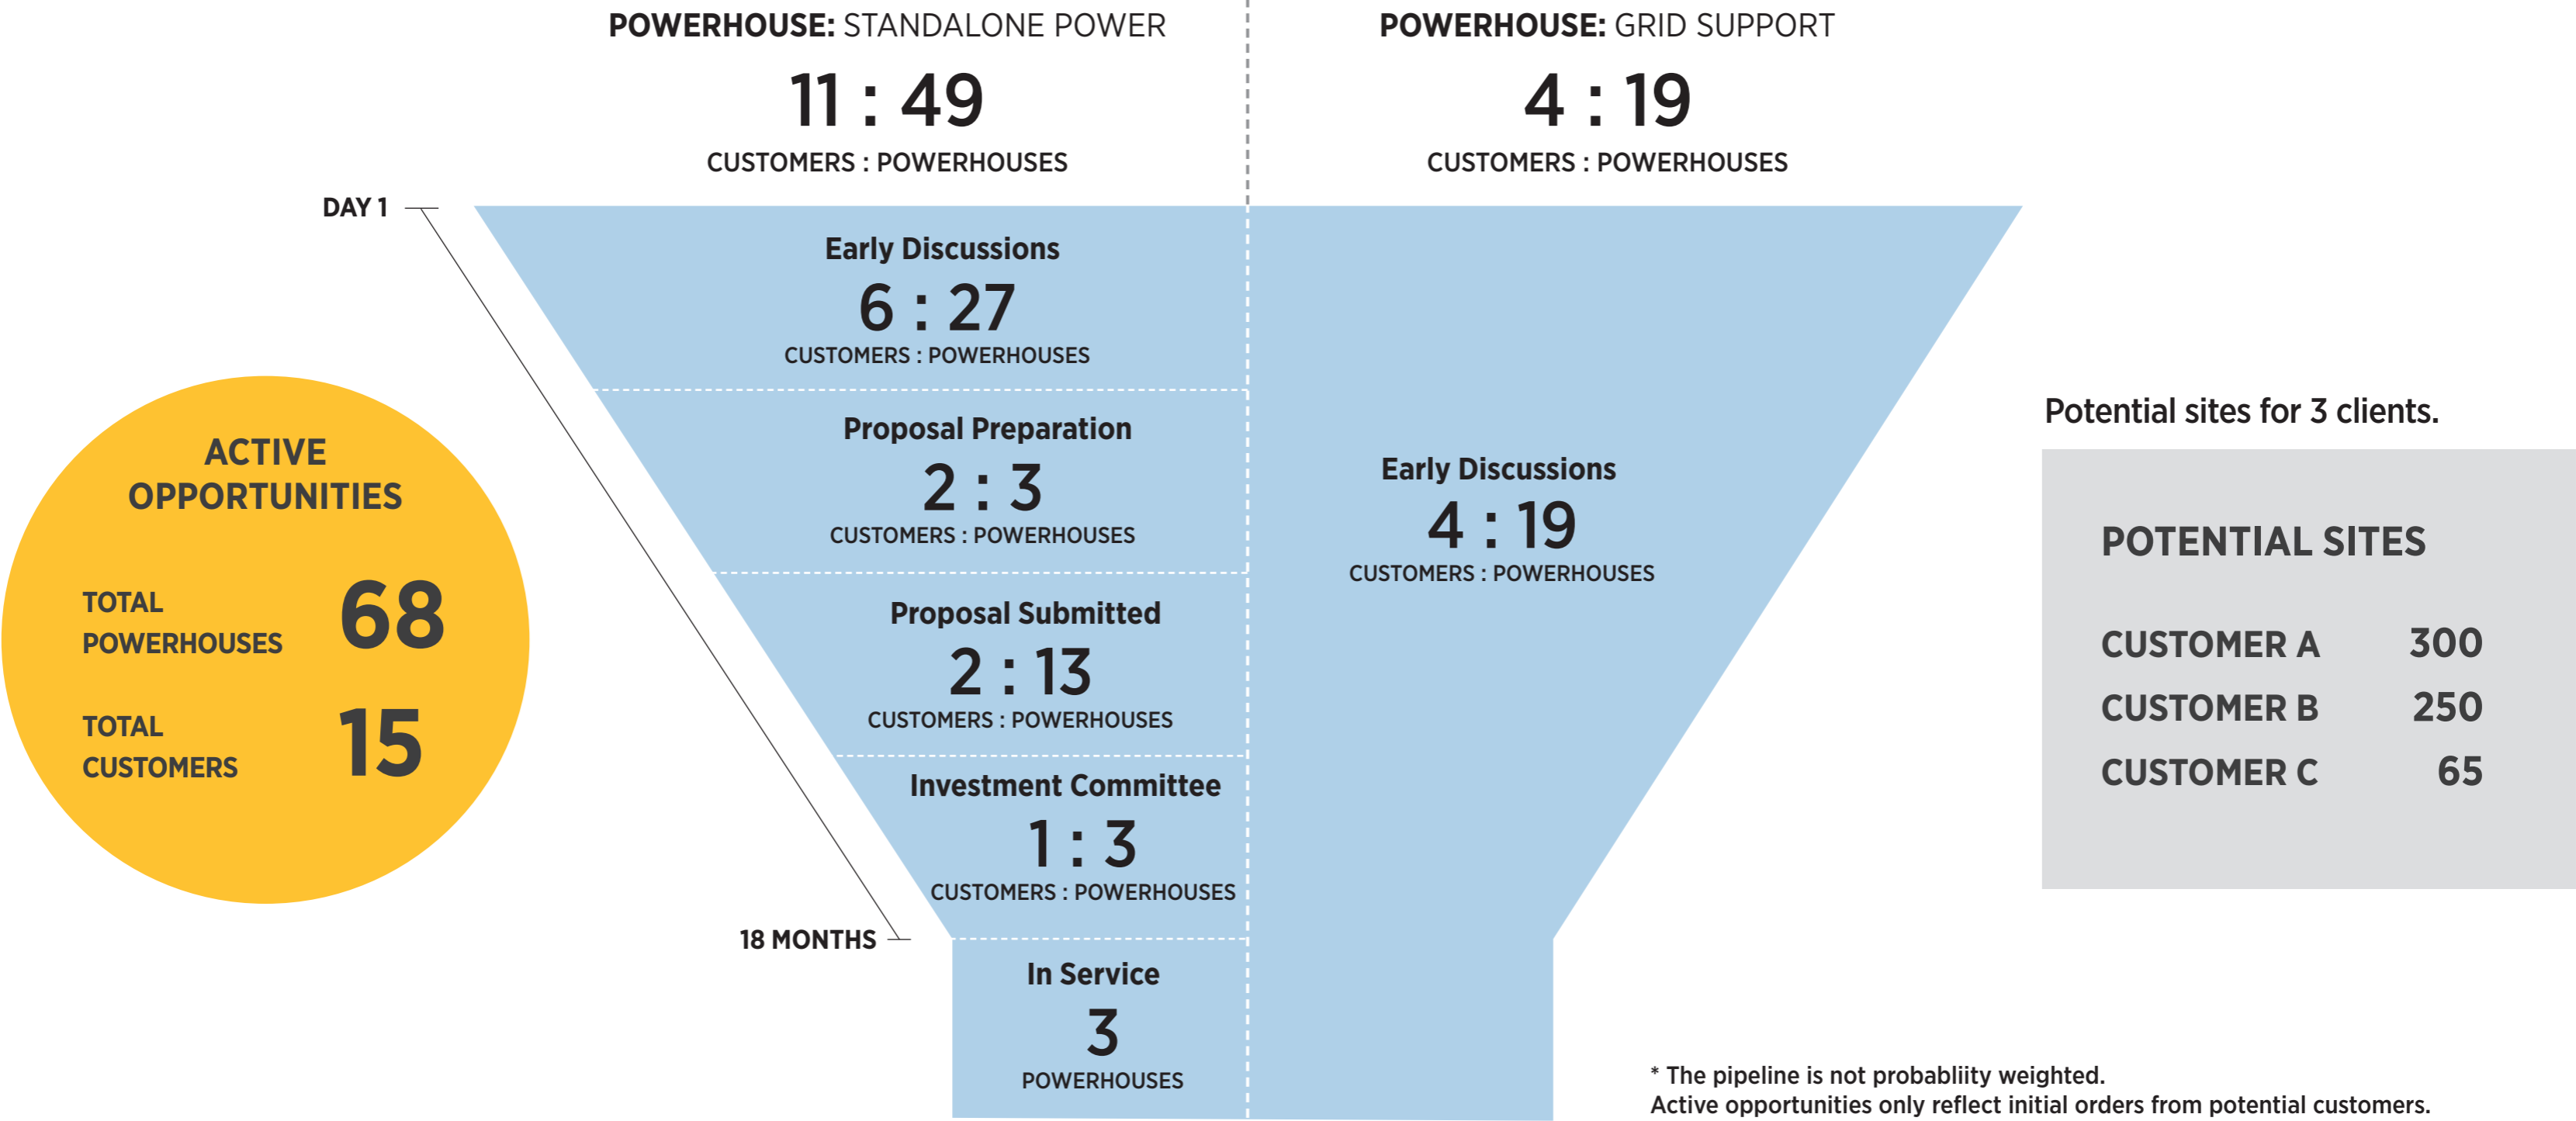 POWERHOUSE: STANDALONE POWER
11 : 49
CUSTOMERS : POWERHOUSES
POWERHOUSE: GRID SUPPORT
4 : 19
CUSTOMERS : POWERHOUSES
DAY 1
18 MONTHS
ACTIVE
OPPORTUNITIES
TOTAL
POWERHOUSES
68
TOTAL
CUSTOMERS
15
Early Discussions
6 : 27
CUSTOMERS : POWERHOUSES
Proposal Preparation
2 : 3
CUSTOMERS : POWERHOUSES
Proposal Submitted
2 : 13
CUSTOMERS : POWERHOUSES
Investment Committee
1 : 3
CUSTOMERS : POWERHOUSES
In Service
3
POWERHOUSES
Early Discussions
4 : 19
CUSTOMERS : POWERHOUSES
Potential sites for 3 clients.
POTENTIAL SITES
CUSTOMER A 300
CUSTOMER B 250
CUSTOMER C 65
* The pipeline is not probabliity weighted.
Active opportunities only reflect initial orders from potential customers.